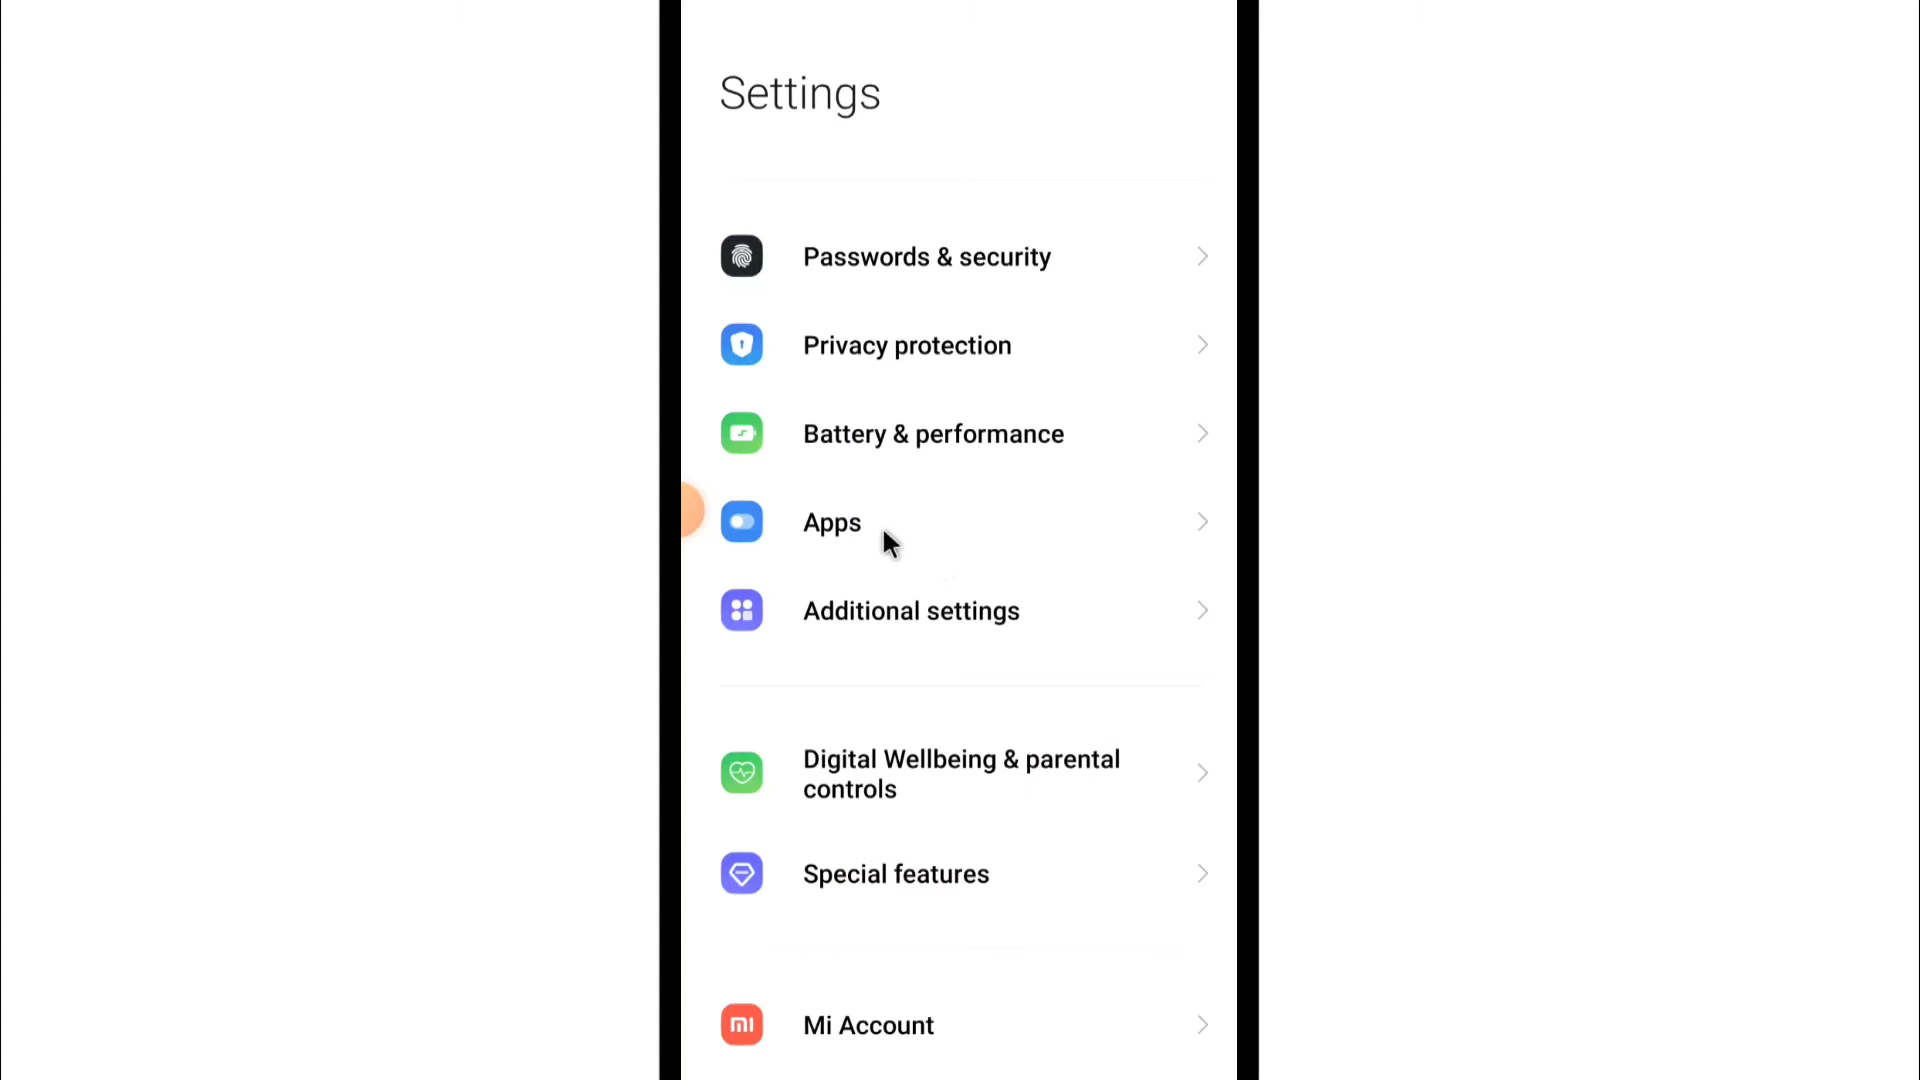 Settings
Passwords & security
Privacy protection
Battery & performance
Apps
Additional settings
Digital Wellbeing & parental
controls
Special features
Mi Account